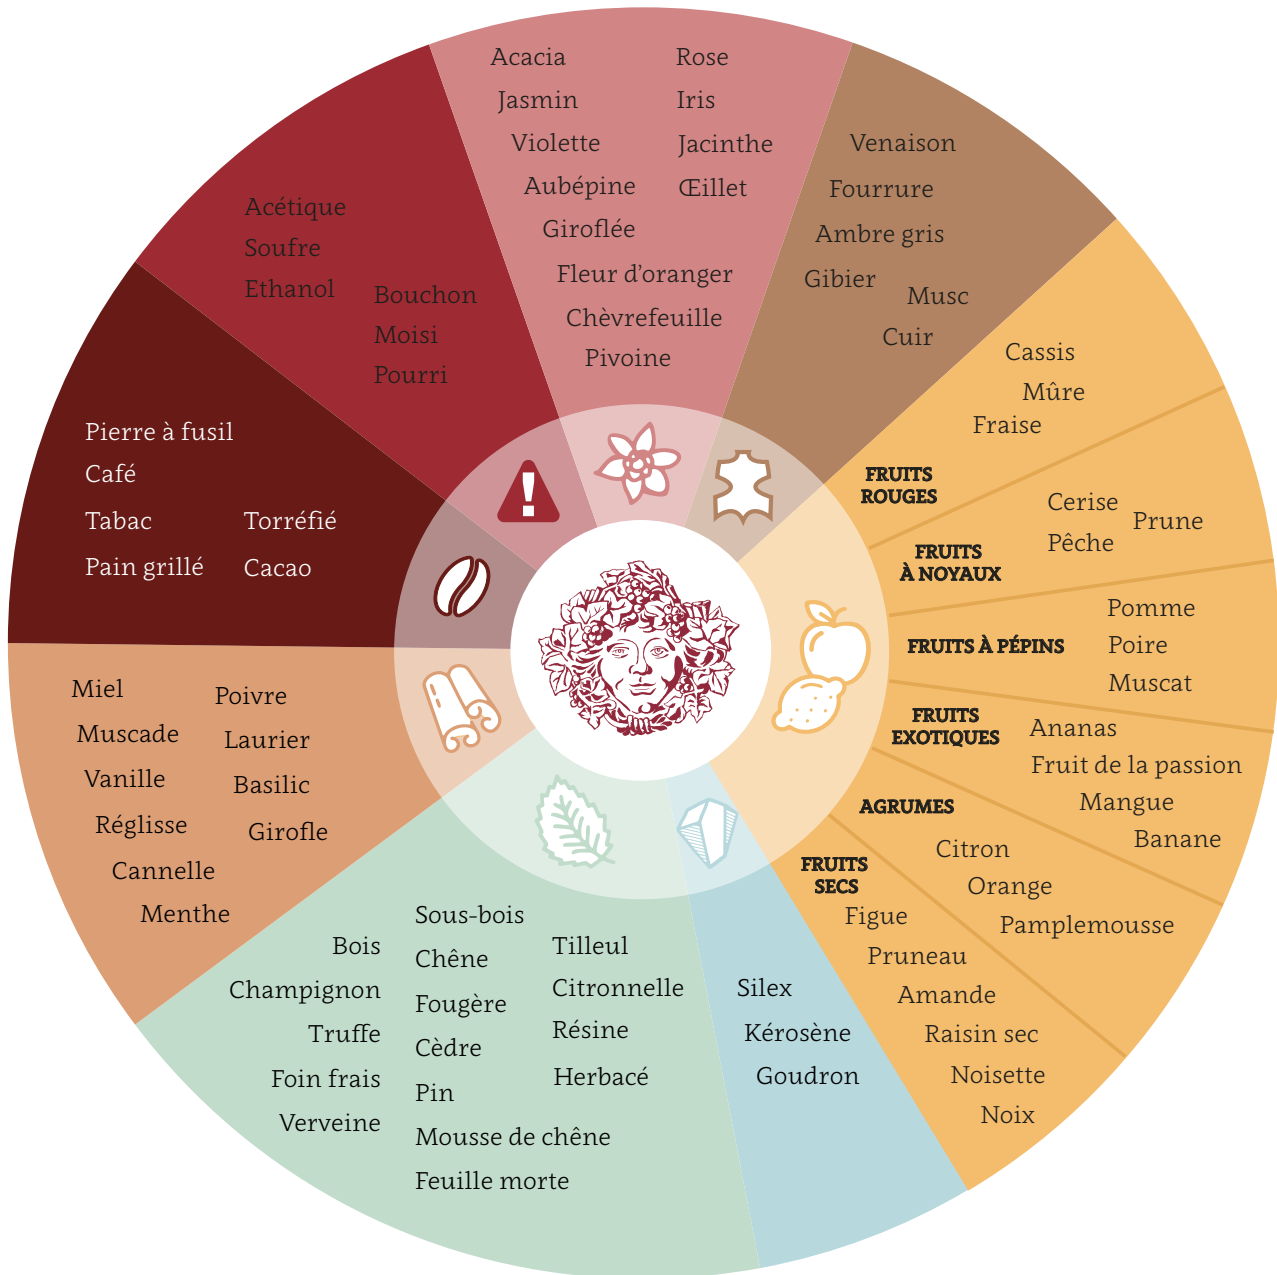 Acacia
Jasmin
Violette
Aubépine
Giroflée
Fleur d’oranger
Chèvrefeuille
Pivoine
Rose
Iris
Jacinthe
Œillet
Venaison
Fourrure
Ambre gris
Gibier
Musc
Cuir
Cassis
Mûre
Fraise
FRUITS
ROUGES
Cerise
Pêche
Prune
FRUITS
À NOYAUX
Pomme
Poire
Muscat
FRUITS À PÉPINS
FRUITS
EXOTIQUES
Ananas
Fruit de la passion
Mangue
Banane
AGRUMES
Citron
Orange
Pamplemousse
FRUITS
SECS
Figue
Pruneau
Amande
Raisin sec
Noisette
Noix
Silex
Kérosène
Goudron
Bois
Champignon
Truffe
Foin frais
Verveine
Sous-bois
Chêne
Fougère
Cèdre
Pin
Mousse de chêne
Feuille morte
Tilleul
Citronnelle
Résine
Herbacé
Miel
Muscade
Vanille
Réglisse
Cannelle
Menthe
Poivre
Laurier
Basilic
Girofle
Pierre à fusil
Café
Tabac
Pain grillé
Torréfié
Cacao
Acétique
Soufre
Ethanol
Bouchon
Moisi
Pourri